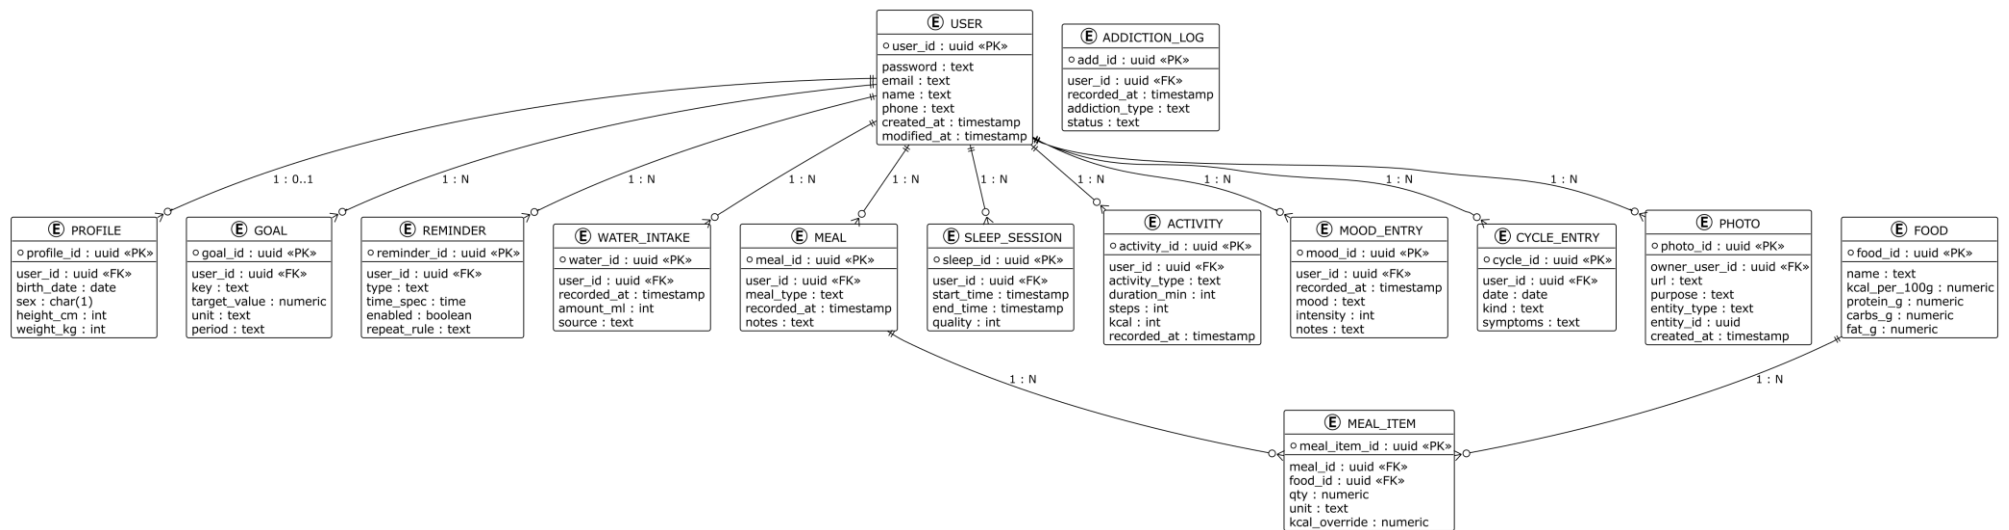 E USER
user_id : uuid «PK»
password : text
email : text
name : text
phone : text
created_at : timestamp
modified_at : timestamp
E ADDICTION_LOG
add_id : uuid «PK»
user_id : uuid «FK»
recorded_at : timestamp
addiction_type : text
status : text
1 : 0..1
1 : N
1 : N
1 : N
1 : N
1 : N
1 : N
1 : N
1 : N
1 : N
E PROFILE
profile_id : uuid «PK»
user_id : uuid «FK»
birth_date : date
sex : char(1)
height_cm : int
weight_kg : int
E GOAL
goal_id : uuid «PK»
user_id : uuid «FK»
key : text
target_value : numeric
unit : text
period : text
E REMINDER
reminder_id : uuid «PK»
user_id : uuid «FK»
type : text
time_spec : time
enabled : boolean
repeat_rule : text
E WATER_INTAKE
water_id : uuid «PK»
user_id : uuid «FK»
recorded_at : timestamp
amount_ml : int
source : text
E MEAL
meal_id : uuid «PK»
user_id : uuid «FK»
meal_type : text
recorded_at : timestamp
notes : text
E SLEEP_SESSION
sleep_id : uuid «PK»
user_id : uuid «FK»
start_time : timestamp
end_time : timestamp
quality : int
E ACTIVITY
activity_id : uuid «PK»
user_id : uuid «FK»
activity_type : text
duration_min : int
steps : int
kcal : int
recorded_at : timestamp
E MOOD_ENTRY
mood_id : uuid «PK»
user_id : uuid «FK»
recorded_at : timestamp
mood : text
intensity : int
notes : text
E CYCLE_ENTRY
cycle_id : uuid «PK»
user_id : uuid «FK»
date : date
kind : text
symptoms : text
E PHOTO
photo_id : uuid «PK»
owner_user_id : uuid «FK»
url : text
purpose : text
entity_type : text
entity_id : uuid
created_at : timestamp
E FOOD
food_id : uuid «PK»
name : text
kcal_per_100g : numeric
protein_g : numeric
carbs_g : numeric
fat_g : numeric
1 : N
1 : N
E MEAL_ITEM
meal_item_id : uuid «PK»
meal_id : uuid «FK»
food_id : uuid «FK»
qty : numeric
unit : text
kcal_override : numeric